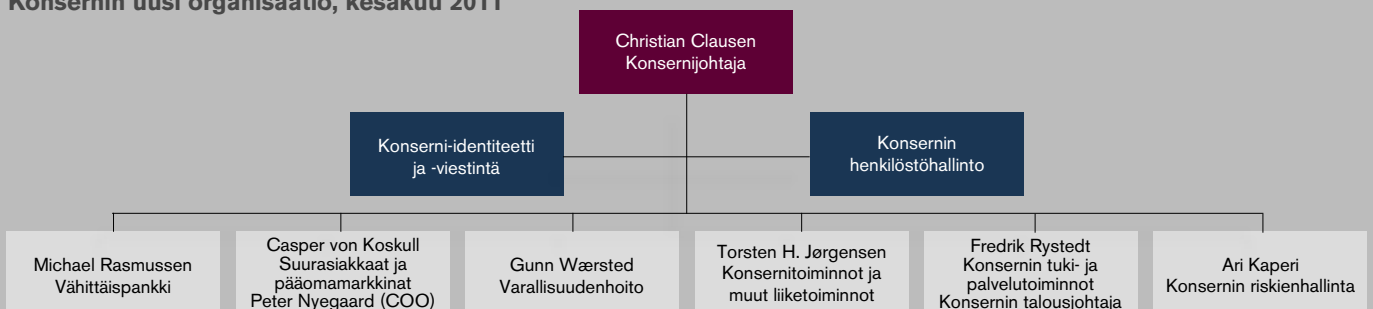 Konsernin uusi organisaatio, kesäkuu 2011
Christian Clausen
Konsernijohtaja
Konserni-identiteetti
ja -viestintä
Konsernin
henkilöstöhallinto
Michael Rasmussen
Vähittäispankki
Casper von Koskull
Suurasiakkaat ja
pääomamarkkinat
Peter Nyegaard (COO)
Gunn Wærsted
Varallisuudenhoito
Torsten H. Jørgensen
Konsernitoiminnot ja
muut liiketoiminnot
Fredrik Rystedt
Konsernin tuki- ja
palvelutoiminnot
Konsernin talousjohtaja
Ari Kaperi
Konsernin riskienhallinta